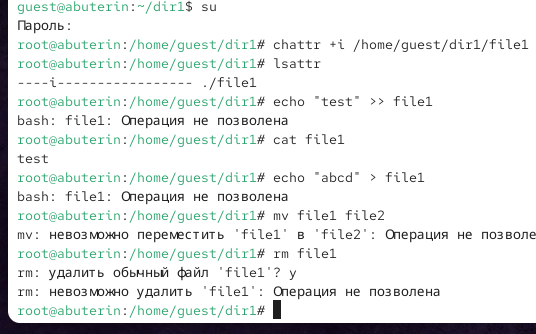 guest@abuterin:~/dir1$ su
Пароль:
root@abuterin:/home/guest/dir1# chattr +i /home/guest/dir1/file1
root@abuterin:/home/guest/dir1# lsattr
----i----------------- ./file1
root@abuterin:/home/guest/dir1# echo "test" >> file1
bash: file1: Операция не позволена
root@abuterin:/home/guest/dir1# cat file1
test
root@abuterin:/home/guest/dir1# echo "abcd" > file1
bash: file1: Операция не позволена
root@abuterin:/home/guest/dir1# mv file1 file2
mv: невозможно переместить 'file1' в 'file2': Операция не позволе
root@abuterin:/home/guest/dir1# rm file1
rm: удалить обычный файл 'file1'? y
rm: невозможно удалить 'file1': Операция не позволена
root@abuterin:/home/guest/dir1#